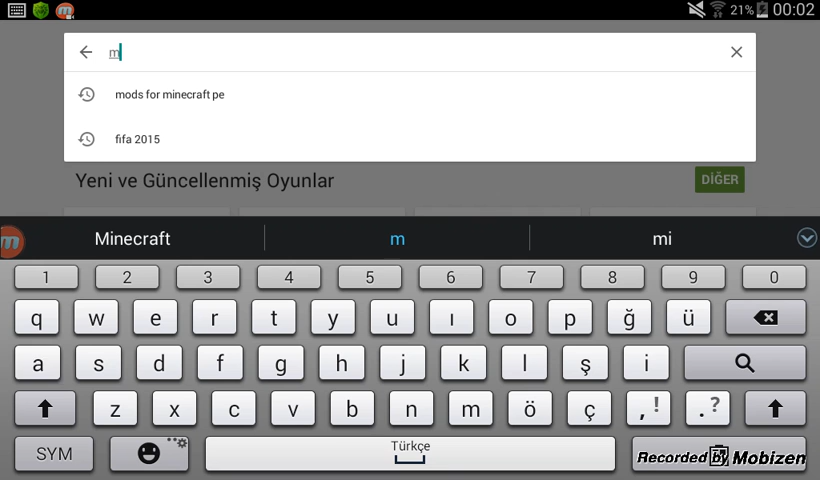 21% 00:02
m
mods for minecraft pe
fifa 2015
Yeni ve Güncellenmiş Oyunlar DİĞER
Minecraft m mi
1 2 3 4 5 6 7 8 9 0
q w e r t y u ı o p ğ ü
a s d f g h j k l ş i
z x c v b n m ö ç , ! . ?
SYM Türkçe Recorded by Mobizen